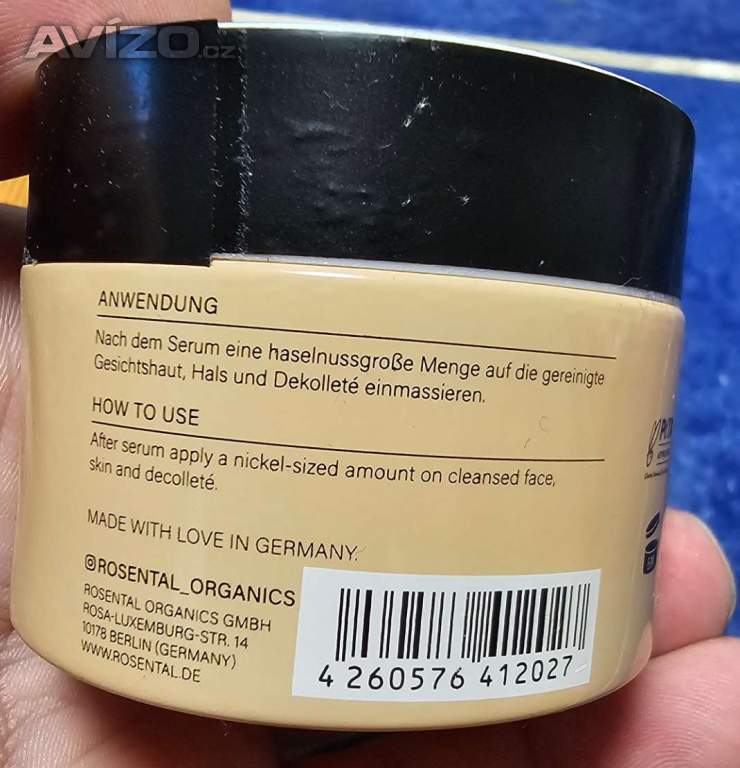 AVÍZO.cz
ANWENDUNG
Nach dem Serum eine haselnussgroße Menge auf die gereinigte
Gesichtshaut, Hals und Dekolleté einmassieren.
HOW TO USE
After serum apply a nickel-sized amount on cleansed face,
skin and decolleté.
MADE WITH LOVE IN GERMANY.
@ROSENTAL_ORGANICS
ROSENTAL ORGANICS GMBH
ROSA-LUXEMBURG-STR. 14
10178 BERLIN (GERMANY)
WWW.ROSENTAL.DE
4 260576 412027